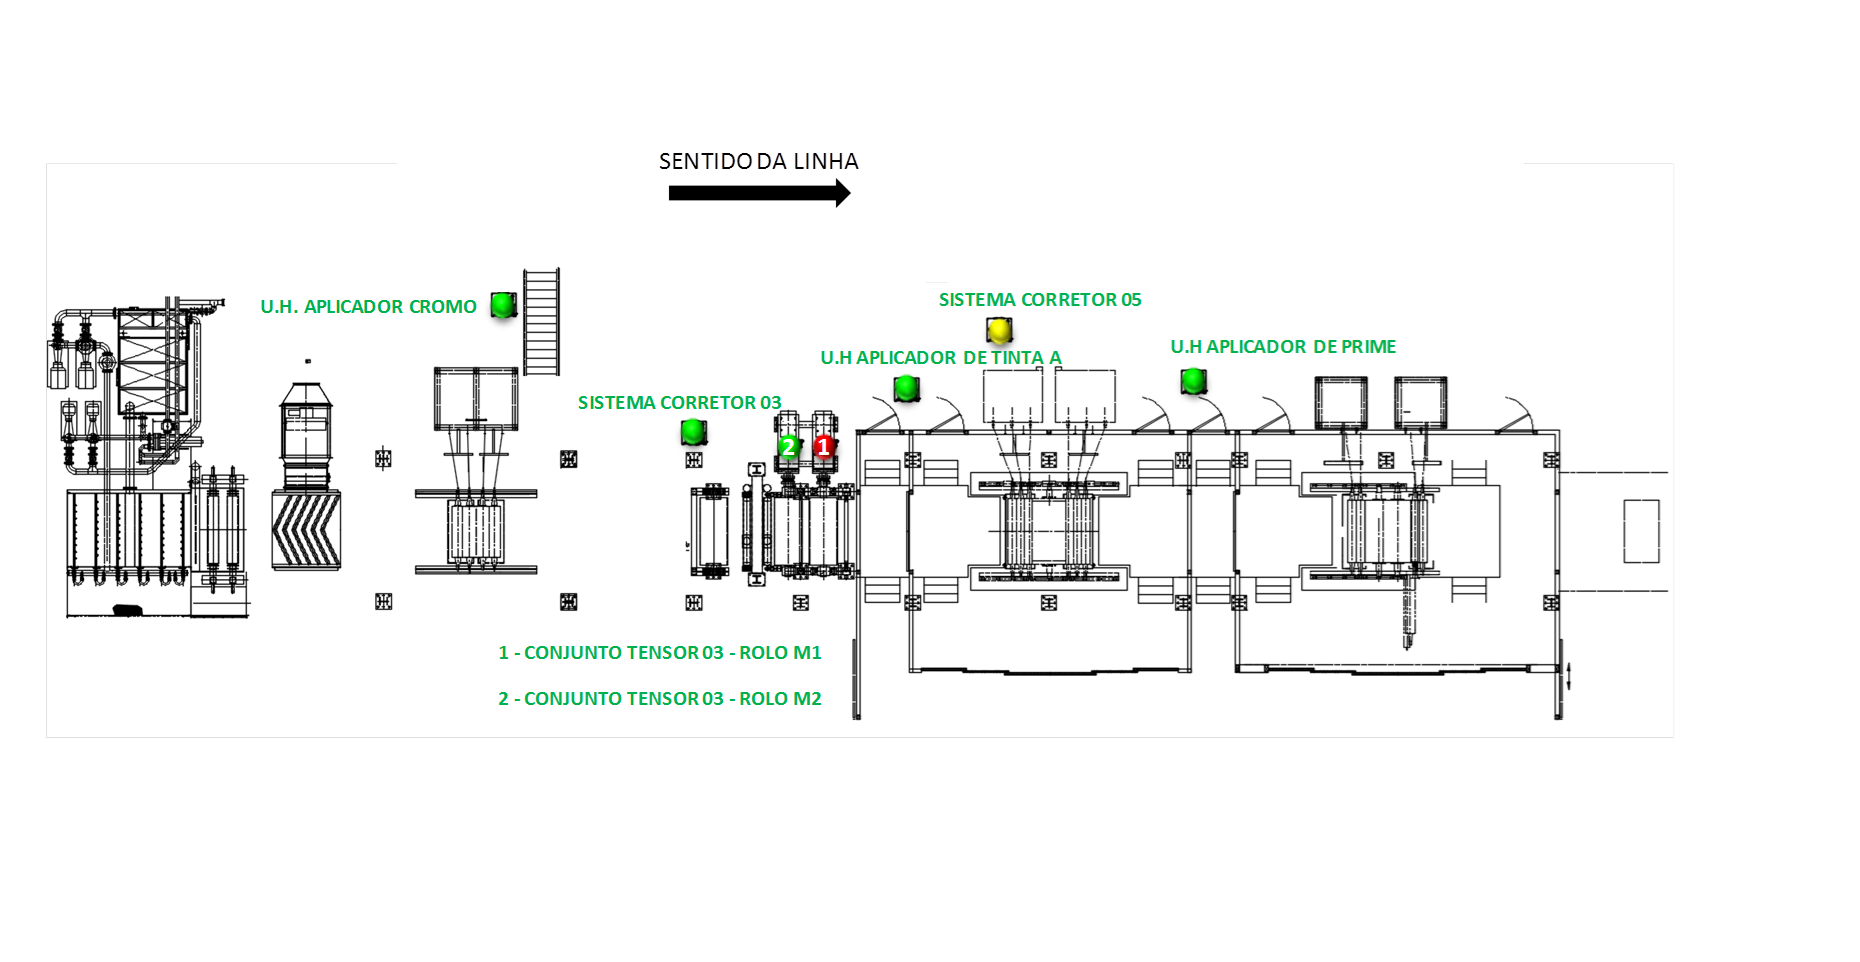 SENTIDO DA LINHA
U.H. APLICADOR CROMO
SISTEMA CORRETOR 05
U.H APLICADOR DE TINTA A
U.H APLICADOR DE PRIME
SISTEMA CORRETOR 03
2
1
1 - CONJUNTO TENSOR 03 - ROLO M1
2 - CONJUNTO TENSOR 03 - ROLO M2